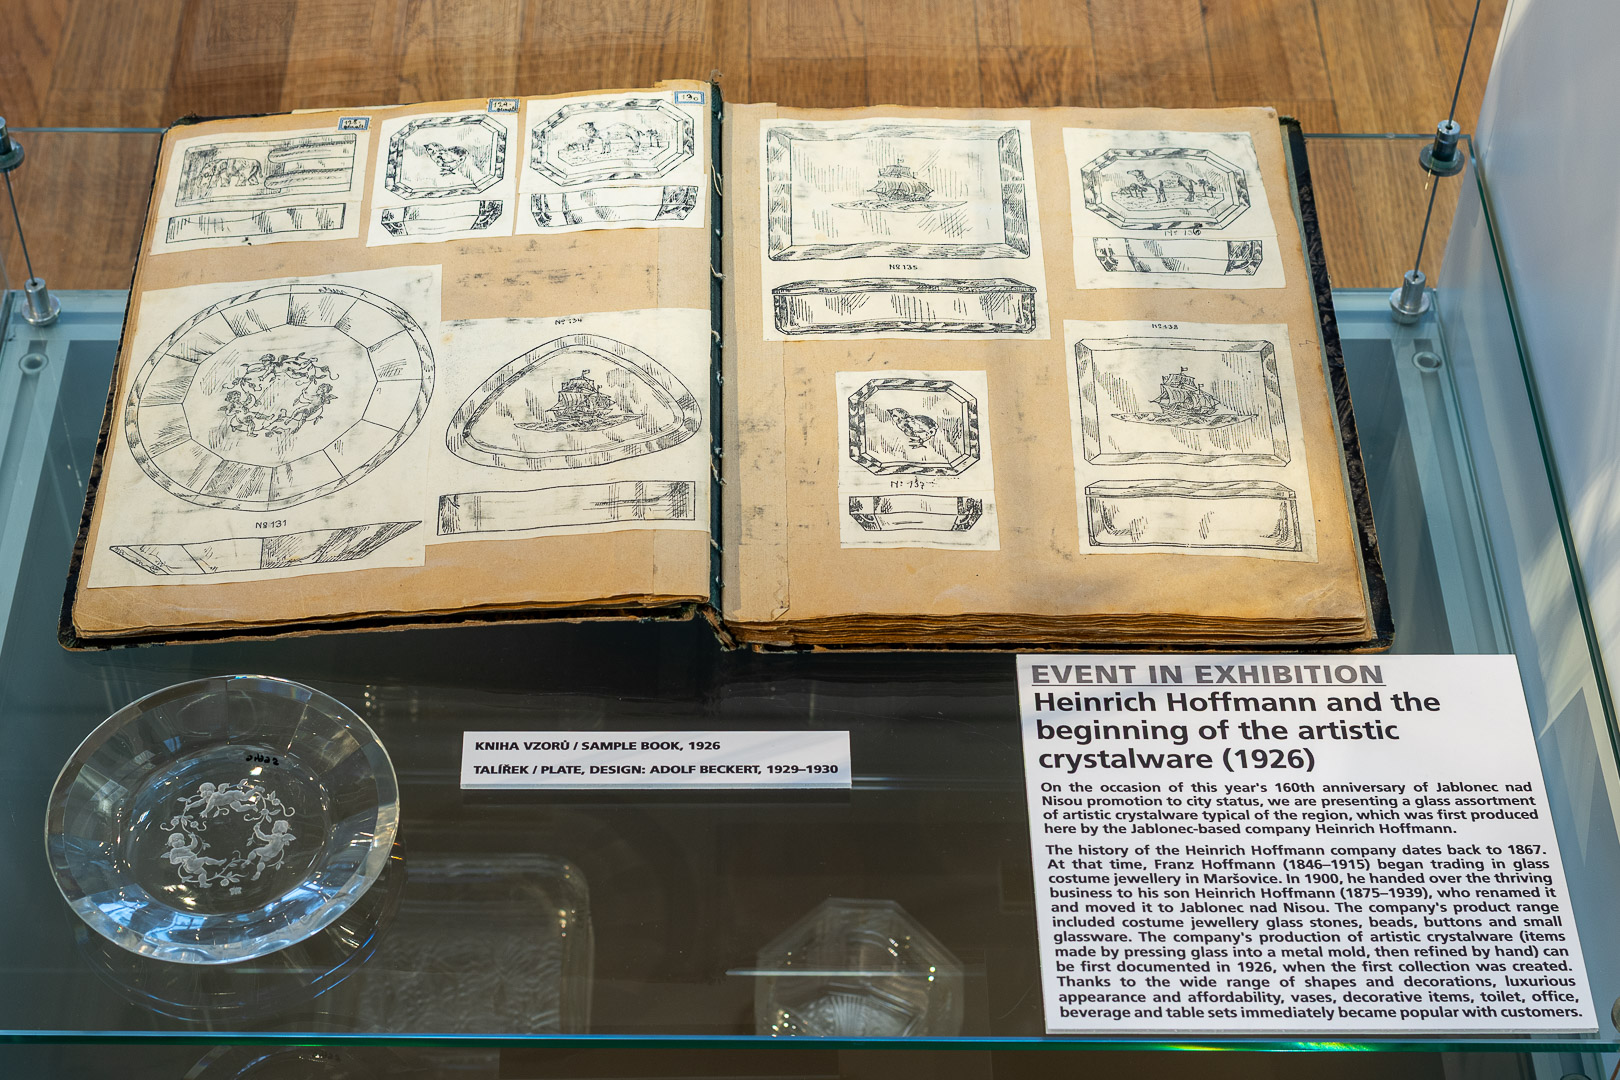 130
Nº 131
Nº 134
Nº 135
Nº 136
Nº 137
Nº 138
KNIHA VZORŮ / SAMPLE BOOK, 1926
TALÍŘEK / PLATE, DESIGN: ADOLF BECKERT, 1929–1930
EVENT IN EXHIBITION
Heinrich Hoffmann and the
beginning of the artistic
crystalware (1926)
On the occasion of this year's 160th anniversary of Jablonec nad
Nisou promotion to city status, we are presenting a glass assortment
of artistic crystalware typical of the region, which was first produced
here by the Jablonec-based company Heinrich Hoffmann.
The history of the Heinrich Hoffmann company dates back to 1867.
At that time, Franz Hoffmann (1846–1915) began trading in glass
costume jewellery in Maršovice. In 1900, he handed over the thriving
business to his son Heinrich Hoffmann (1875–1939), who renamed it
and moved it to Jablonec nad Nisou. The company's product range
included costume jewellery glass stones, beads, buttons and small
glassware. The company's production of artistic crystalware (items
made by pressing glass into a metal mold, then refined by hand) can
be first documented in 1926, when the first collection was created.
Thanks to the wide range of shapes and decorations, luxurious
appearance and affordability, vases, decorative items, toilet, office,
beverage and table sets immediately became popular with customers.